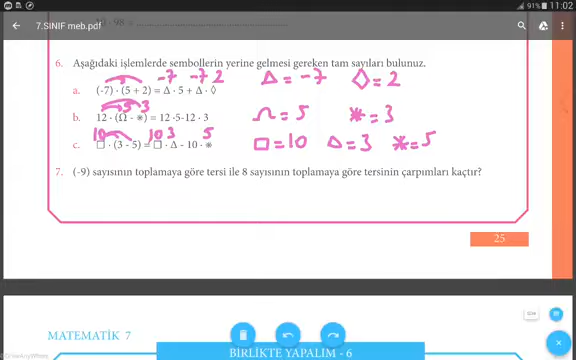 91% 11:02
7.SINIF meb.pdf
6. Aşağıdaki işlemlerde sembollerin yerine gelmesi gereken tam sayıları bulunuz.
-7 -7 2 Δ = -7 ◊ = 2
a. (-7) · (5 + 2) = Δ · 5 + Δ · ◊
5 3 Ω = 5 * = 3
b. 12 · (Ω - *) = 12 ·5-12 · 3
10 10 3 5 □ = 10 Δ = 3 * = 5
c. □ · (3 - 5) = □ · Δ - 10 · *
7. (-9) sayısının toplamaya göre tersi ile 8 sayısının toplamaya göre tersinin çarpımları kaçtır?
25
MATEMATİK 7
BİRLİKTE YAPALIM - 6